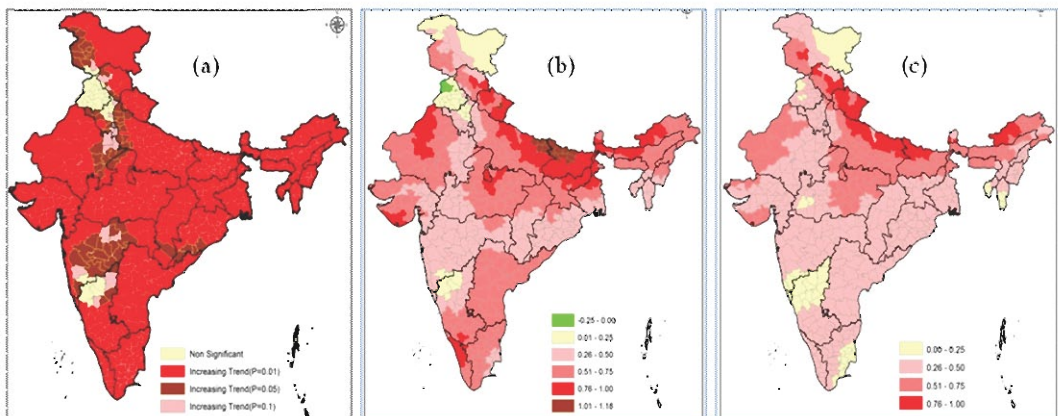 (a)
Non Significant
Increasing Trend(P=0.01)
Increasing Trend(P=0.05)
Increasing Trend(P=0.1)
(b)
-0.25 - 0.00
0.01 - 0.25
0.26 - 0.50
0.51 - 0.75
0.76 - 1.00
1.01 - 1.18
(c)
0.00 - 0.25
0.26 - 0.50
0.51 - 0.75
0.76 - 1.00